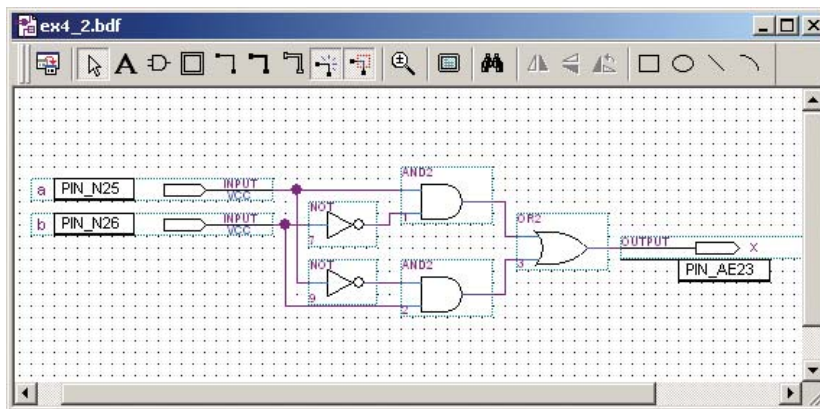 ex4_2.bdf
A
AND2
a PIN_N25 INPUT
VCC
NOT
1
b PIN_N26 INPUT
VCC
7
OR2
OUTPUT X
NOT AND2 3
PIN_AE23
9
2